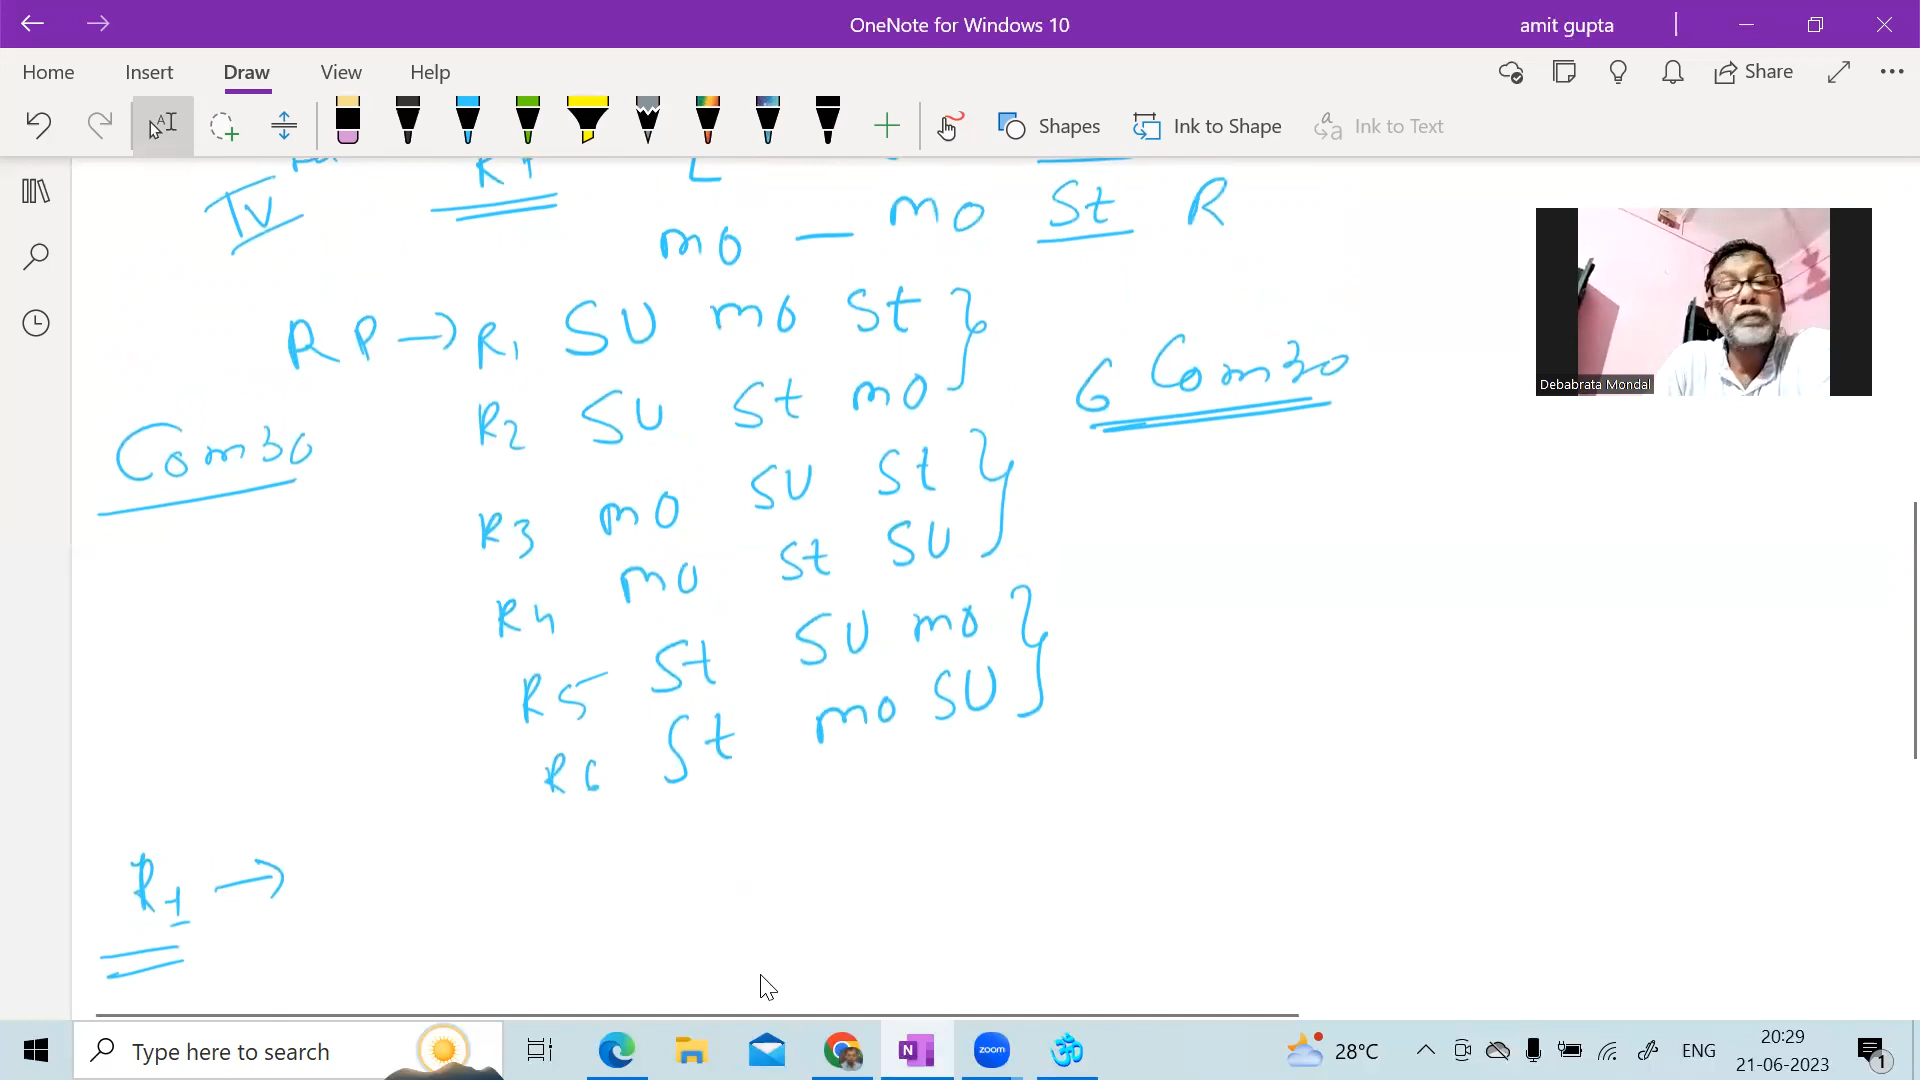 OneNote for Windows 10
amit gupta
Home Insert Draw View Help
Share
Shapes
Ink to Shape
Ink to Text
IV
L
mo — mo St R
RP → R1 SU mo St
R2 SU St mo
6 Combo
Combo
R3 mo SU St
R4 mo St SU
R5 St SU mo
R6 St mo SU
R1 →
Debabrata Mondal
Type here to search
zoom
28°C
ENG
20:29
21-06-2023
1